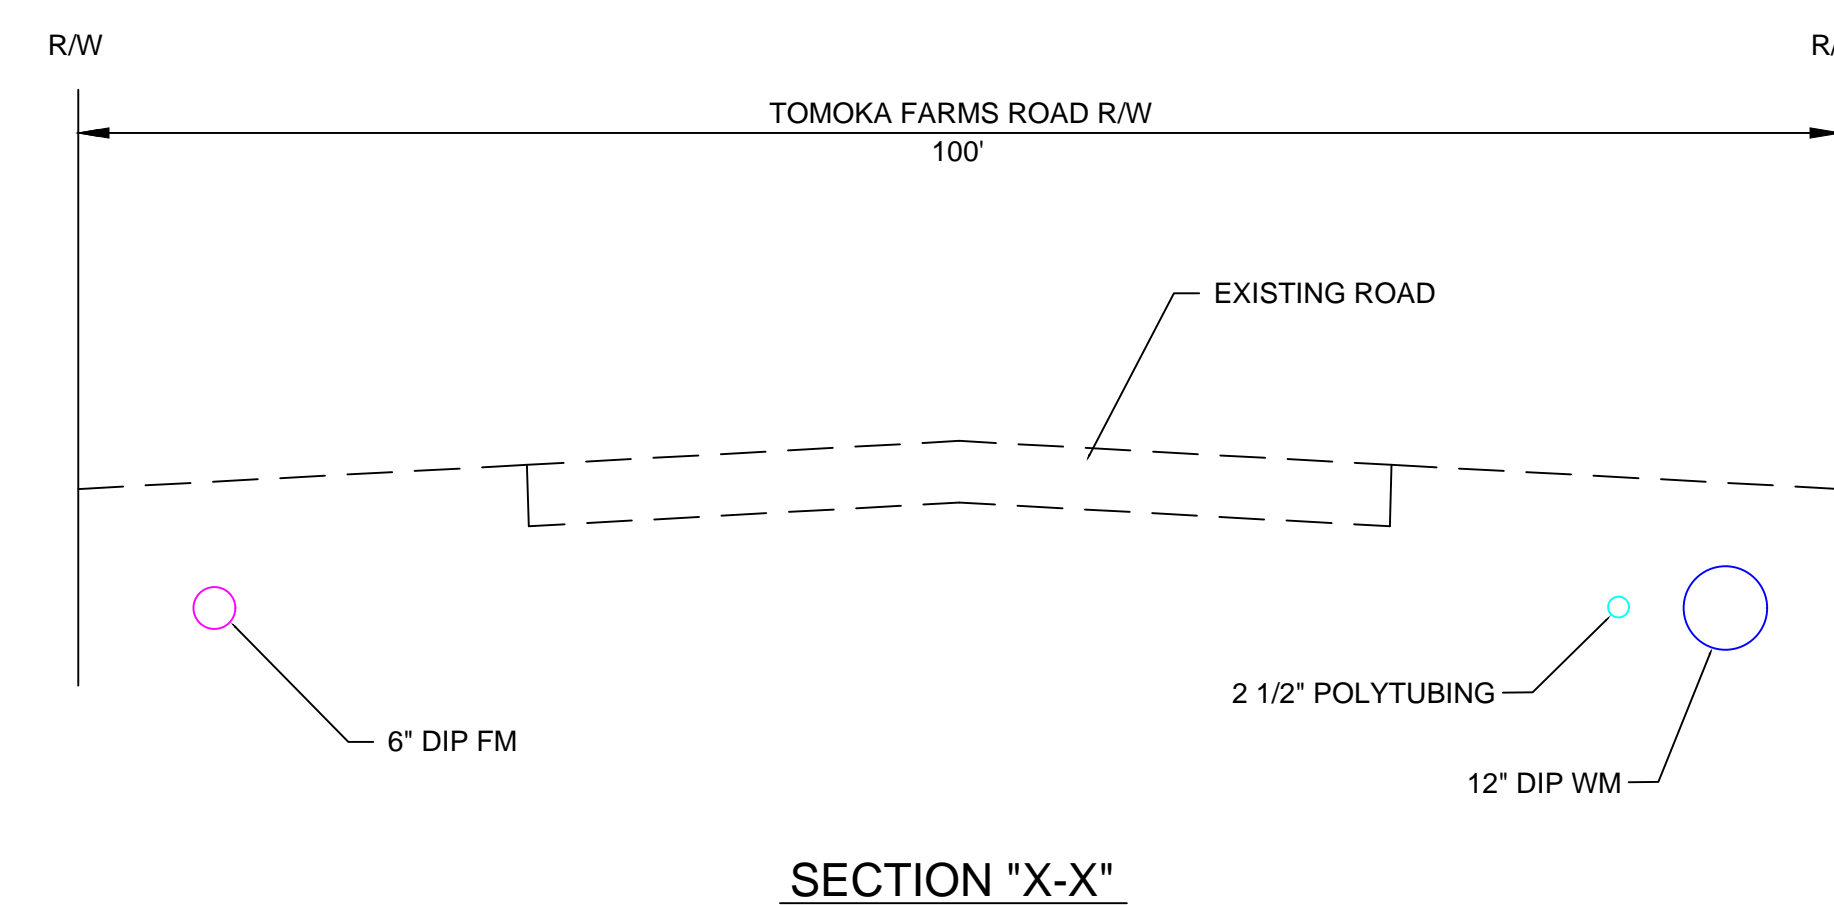 R/W
R/
TOMOKA FARMS ROAD R/W
100'
EXISTING ROAD
2 1/2" POLYTUBING
6" DIP FM
12" DIP WM
SECTION "X-X"